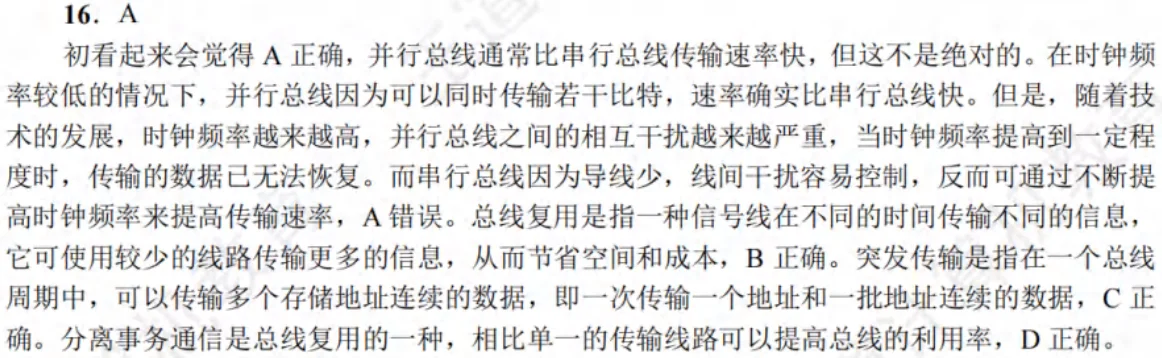 16．A
初看起来会觉得 A 正确，并行总线通常比串行总线传输速率快，但这不是绝对的。在时钟频
率较低的情况下，并行总线因为可以同时传输若干比特，速率确实比串行总线快。但是，随着技
术的发展，时钟频率越来越高，并行总线之间的相互干扰越来越严重，当时钟频率提高到一定程
度时，传输的数据已无法恢复。而串行总线因为导线少，线间干扰容易控制，反而可通过不断提
高时钟频率来提高传输速率，A 错误。总线复用是指一种信号线在不同的时间传输不同的信息，
它可使用较少的线路传输更多的信息，从而节省空间和成本，B 正确。突发传输是指在一个总线
周期中，可以传输多个存储地址连续的数据，即一次传输一个地址和一批地址连续的数据，C 正
确。分离事务通信是总线复用的一种，相比单一的传输线路可以提高总线的利用率，D 正确。